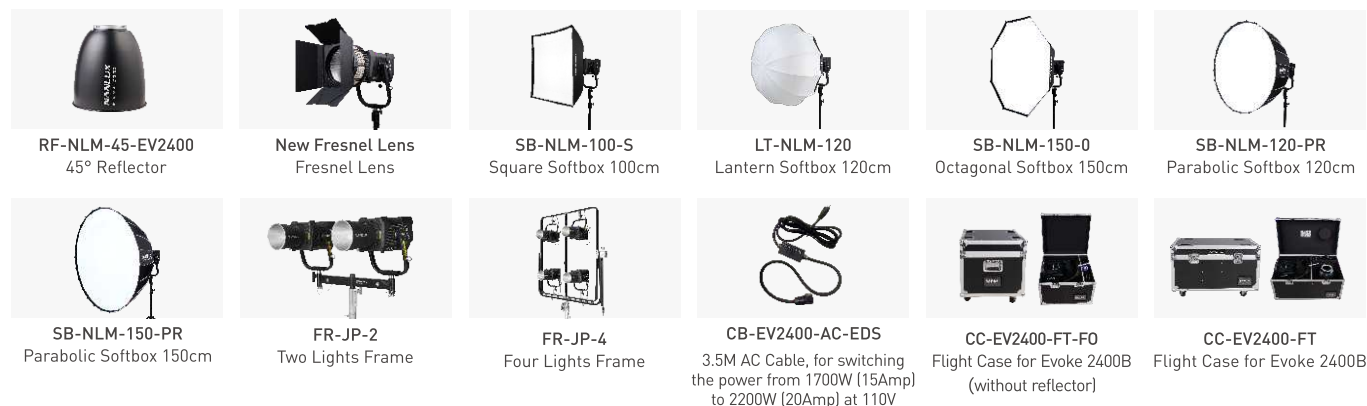 NANLUX
RF-NLM-45-EV2400
45° Reflector
New Fresnel Lens
Fresnel Lens
SB-NLM-100-S
Square Softbox 100cm
LT-NLM-120
Lantern Softbox 120cm
SB-NLM-150-0
Octagonal Softbox 150cm
SB-NLM-120-PR
Parabolic Softbox 120cm
SB-NLM-150-PR
Parabolic Softbox 150cm
FR-JP-2
Two Lights Frame
FR-JP-4
Four Lights Frame
CB-EV2400-AC-EDS
3.5M AC Cable, for switching
the power from 1700W (15Amp)
to 2200W (20Amp) at 110V
CC-EV2400-FT-FO
Flight Case for Evoke 2400B
(without reflector)
CC-EV2400-FT
Flight Case for Evoke 2400B